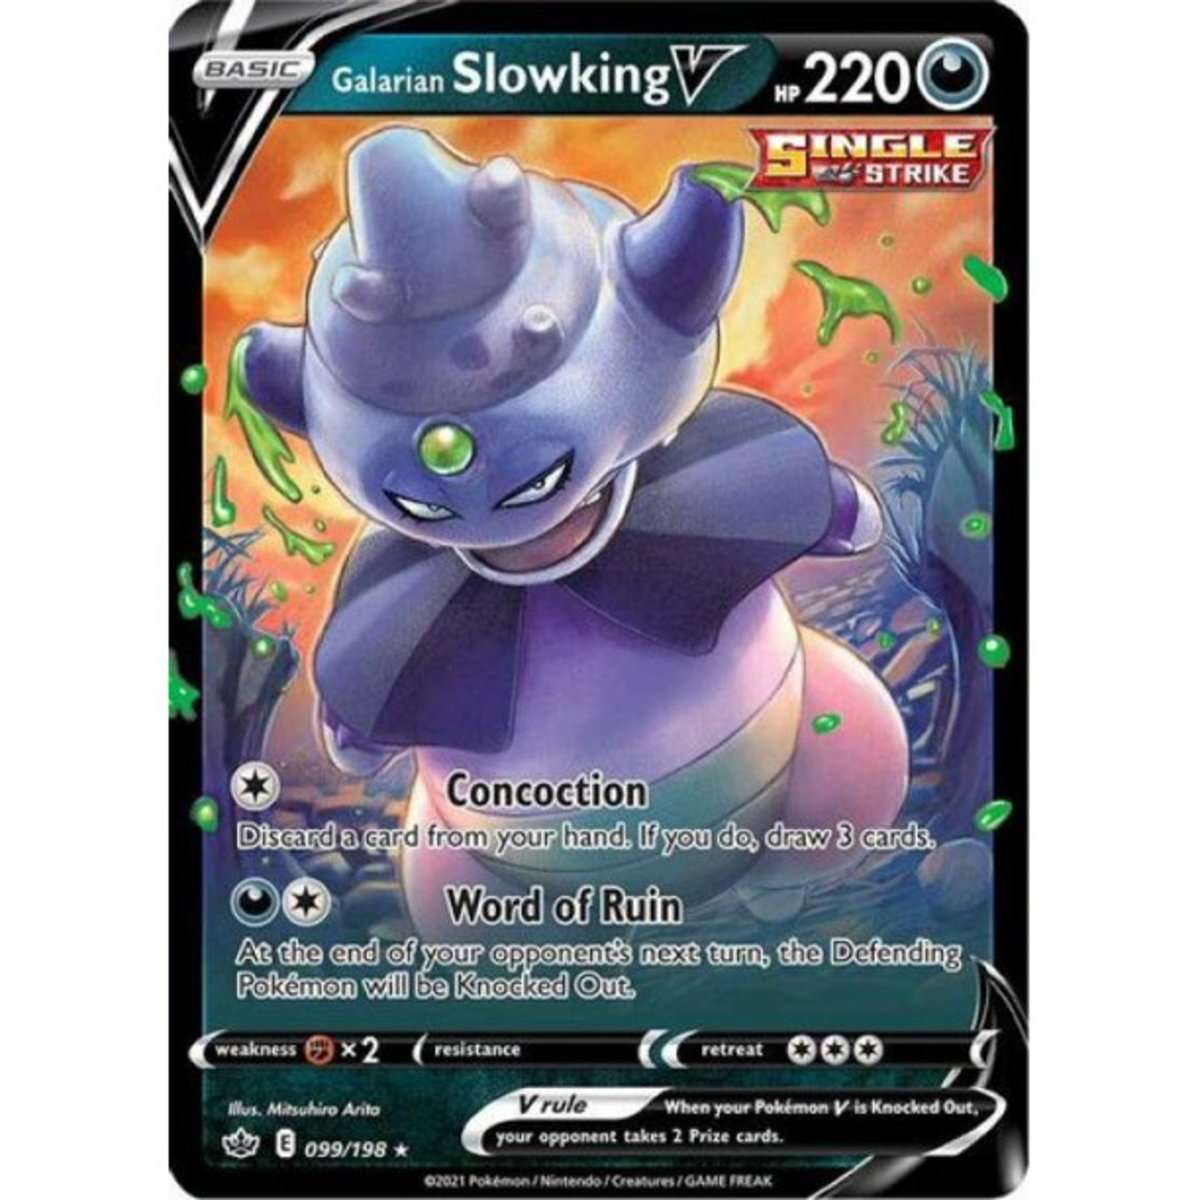 BASIC Galarian Slowking V HP 220
SINGLE
STRIKE
Concoction
Discard a card from your hand. If you do, draw 3 cards.
Word of Ruin
At the end of your opponent's next turn, the Defending
Pokémon will be Knocked Out.
weakness ×2 resistance retreat
Illus. Mitsuhiro Arita
V rule When your Pokémon V is Knocked Out,
your opponent takes 2 Prize cards.
E 099/198 ★
©2021 Pokémon / Nintendo / Creatures / GAME FREAK